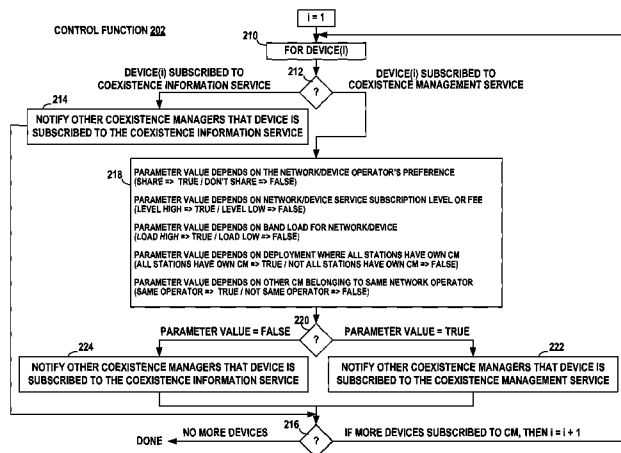 i = 1
CONTROL FUNCTION 202
210
FOR DEVICE(i)
DEVICE(i) SUBSCRIBED TO
COEXISTENCE INFORMATION SERVICE
212
?
DEVICE(i) SUBSCRIBED TO
COEXISTENCE MANAGEMENT SERVICE
214
NOTIFY OTHER COEXISTENCE MANAGERS THAT DEVICE IS
SUBSCRIBED TO THE COEXISTENCE INFORMATION SERVICE
218
PARAMETER VALUE DEPENDS ON THE NETWORK/DEVICE OPERATOR'S PREFERENCE
(SHARE => TRUE / DON'T SHARE => FALSE)
PARAMETER VALUE DEPENDS ON NETWORK/DEVICE SERVICE SUBSCRIPTION LEVEL OR FEE
(LEVEL HIGH => TRUE / LEVEL LOW => FALSE)
PARAMETER VALUE DEPENDS ON BAND LOAD FOR NETWORK/DEVICE
(LOAD HIGH => TRUE / LOAD LOW => FALSE)
PARAMETER VALUE DEPENDS ON DEPLOYMENT WHERE ALL STATIONS HAVE OWN CM
(ALL STATIONS HAVE OWN CM => TRUE / NOT ALL STATIONS HAVE OWN CM => FALSE)
PARAMETER VALUE DEPENDS ON OTHER CM BELONGING TO SAME NETWORK OPERATOR
(SAME OPERATOR => TRUE / NOT SAME OPERATOR => FALSE)
220
?
PARAMETER VALUE = FALSE
PARAMETER VALUE = TRUE
224
NOTIFY OTHER COEXISTENCE MANAGERS THAT DEVICE IS
SUBSCRIBED TO THE COEXISTENCE INFORMATION SERVICE
222
NOTIFY OTHER COEXISTENCE MANAGERS THAT DEVICE IS
SUBSCRIBED TO THE COEXISTENCE MANAGEMENT SERVICE
216
?
DONE
NO MORE DEVICES
IF MORE DEVICES SUBSCRIBED TO CM, THEN i = i + 1